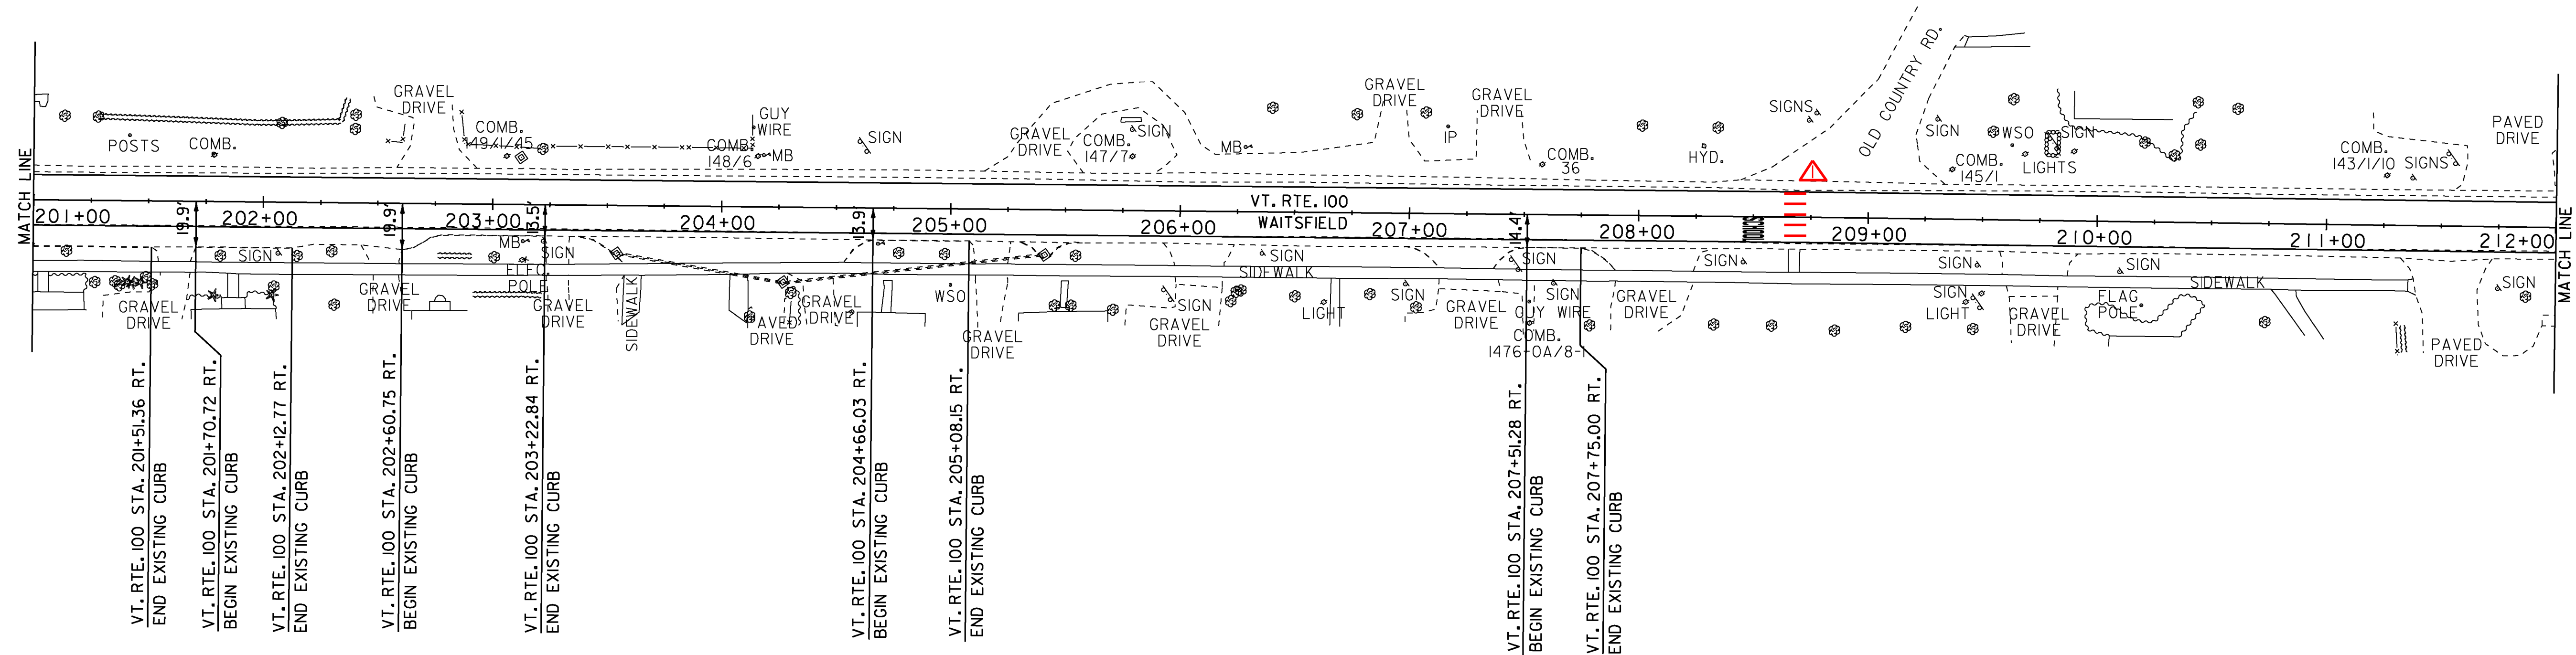 MATCH LINE
POSTS
COMB.
GRAVEL
DRIVE
COMB.
149/1/45
GUY
WIRE
COMB.
148/6
MB
SIGN
GRAVEL
DRIVE
COMB.
147/7
SIGN
MB
GRAVEL
DRIVE
IP
GRAVEL
DRIVE
COMB.
36
HYD.
SIGNS
OLD COUNTRY RD.
SIGN
COMB.
145/1
WSO
SIGN
LIGHTS
COMB.
143/1/10
SIGNS
PAVED
DRIVE
MATCH LINE
VT. RTE. 100
WAITSFIELD
201+00
202+00
203+00
204+00
205+00
206+00
207+00
208+00
209+00
210+00
211+00
212+00
19.9'
19.9'
13.5'
13.9'
14.4'
SIGN
MB
SIGN
ELEC
POLE
GRAVEL
DRIVE
GRAVEL
DRIVE
GRAVEL
DRIVE
SIDEWALK
PAVED
DRIVE
GRAVEL
DRIVE
WSO
GRAVEL
DRIVE
SIGN
GRAVEL
DRIVE
SIGN
SIDEWALK
LIGHT
SIGN
GRAVEL
DRIVE
SIGN
SIGN
GUY WIRE
COMB.
1476-0A/8-1
GRAVEL
DRIVE
SIGN
SIGN
SIGN
LIGHT
GRAVEL
DRIVE
SIGN
FLAG
POLE
SIDEWALK
PAVED
DRIVE
SIGN
VT. RTE. 100 STA. 201+51.36 RT.
END EXISTING CURB
VT. RTE. 100 STA. 201+70.72 RT.
BEGIN EXISTING CURB
VT. RTE. 100 STA. 202+12.77 RT.
END EXISTING CURB
VT. RTE. 100 STA. 202+60.75 RT.
BEGIN EXISTING CURB
VT. RTE. 100 STA. 203+22.84 RT.
END EXISTING CURB
VT. RTE. 100 STA. 204+66.03 RT.
BEGIN EXISTING CURB
VT. RTE. 100 STA. 205+08.15 RT.
END EXISTING CURB
VT. RTE. 100 STA. 207+51.28 RT.
BEGIN EXISTING CURB
VT. RTE. 100 STA. 207+75.00 RT.
END EXISTING CURB